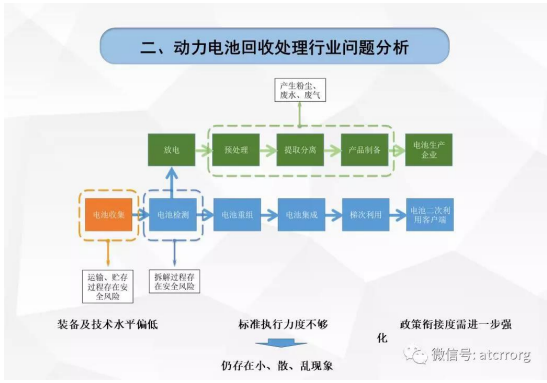 二、动力电池回收处理行业问题分析
产生粉尘、
废水、废气
放电
预处理
提取分离
产品制备
电池生产
企业
电池收集
电池检测
电池重组
电池集成
梯次利用
电池二次利
用客户端
运输、贮存
过程存在安
全风险
拆解过程存
在安全风险
装备及技术水平偏低
标准执行力度不够
政策衔接度需进一步强
化
仍存在小、散、乱现象
微信号: atcrrorg